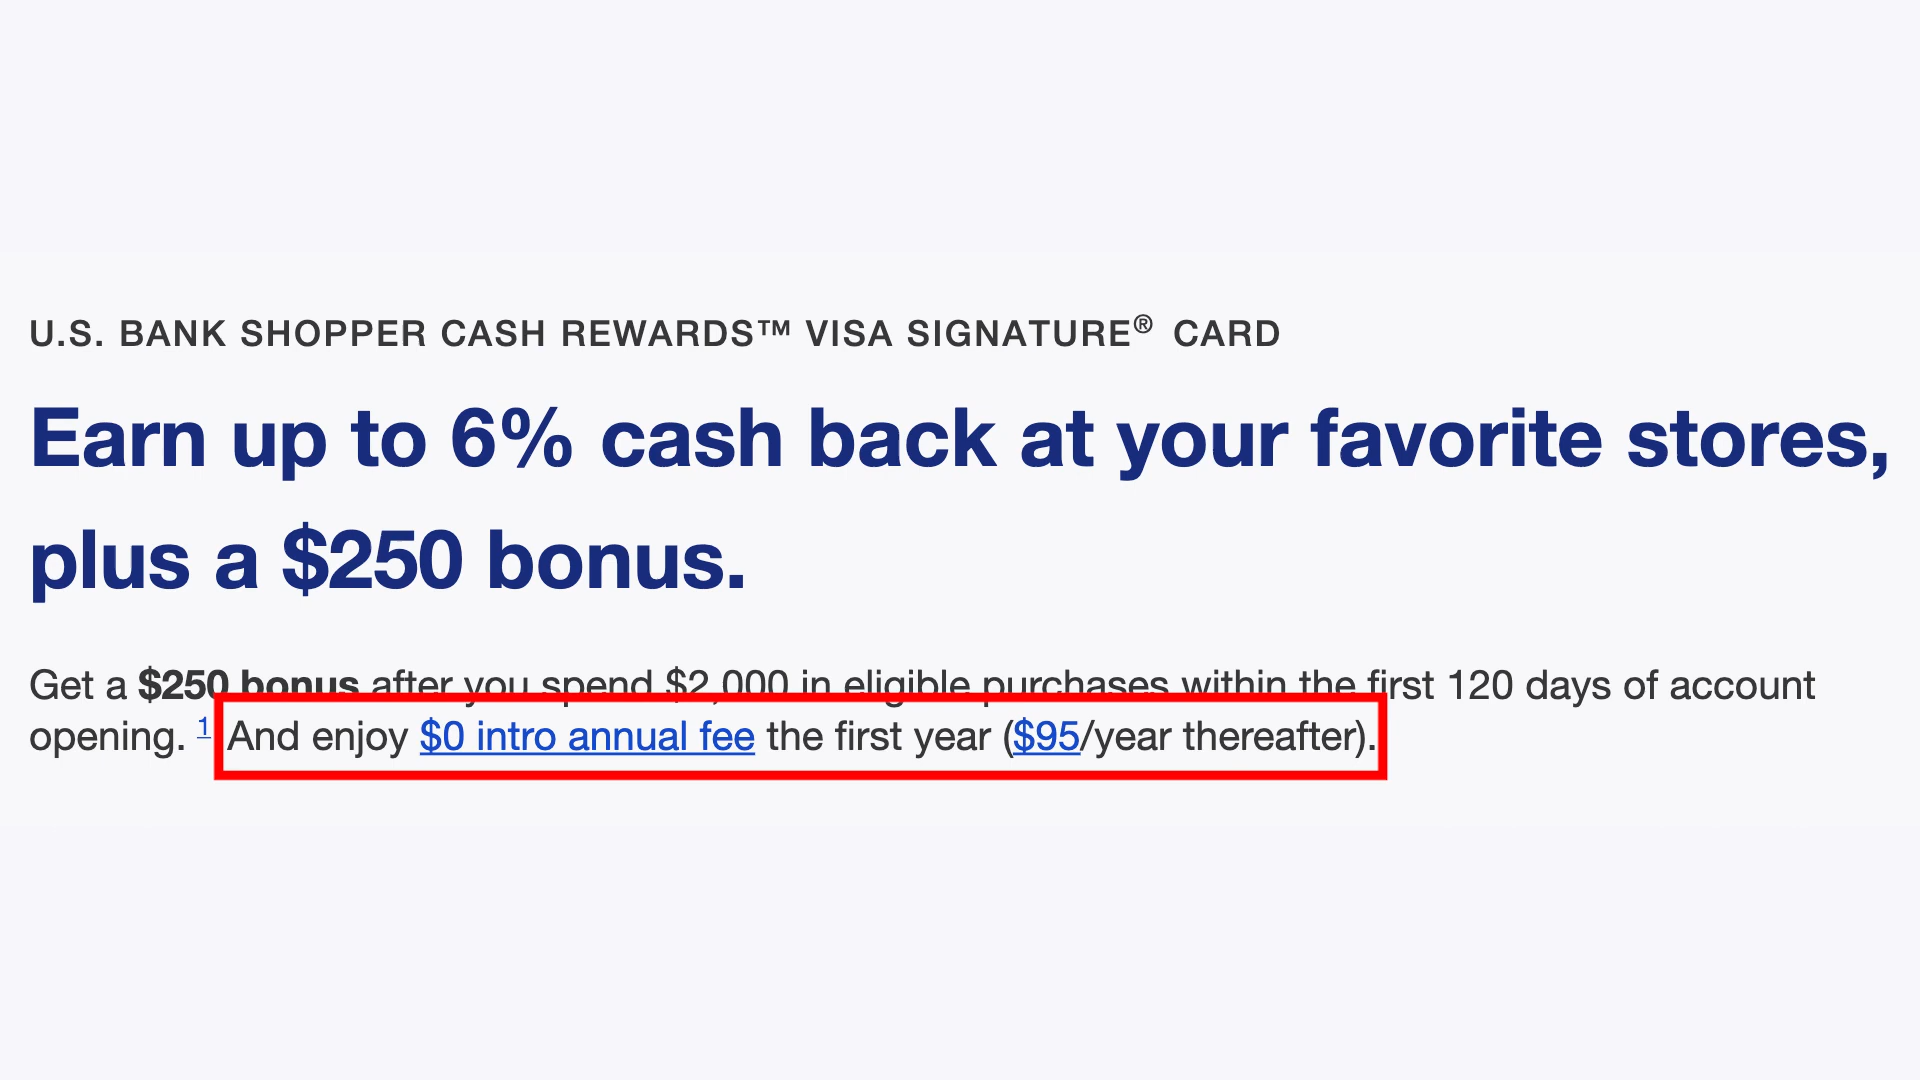 U.S. BANK SHOPPER CASH REWARDS™ VISA SIGNATURE® CARD
Earn up to 6% cash back at your favorite stores,
plus a $250 bonus.
Get a $250 bonus after you spend $2,000 in eligible purchases within the first 120 days of account
opening. 1 And enjoy $0 intro annual fee the first year ($95/year thereafter).